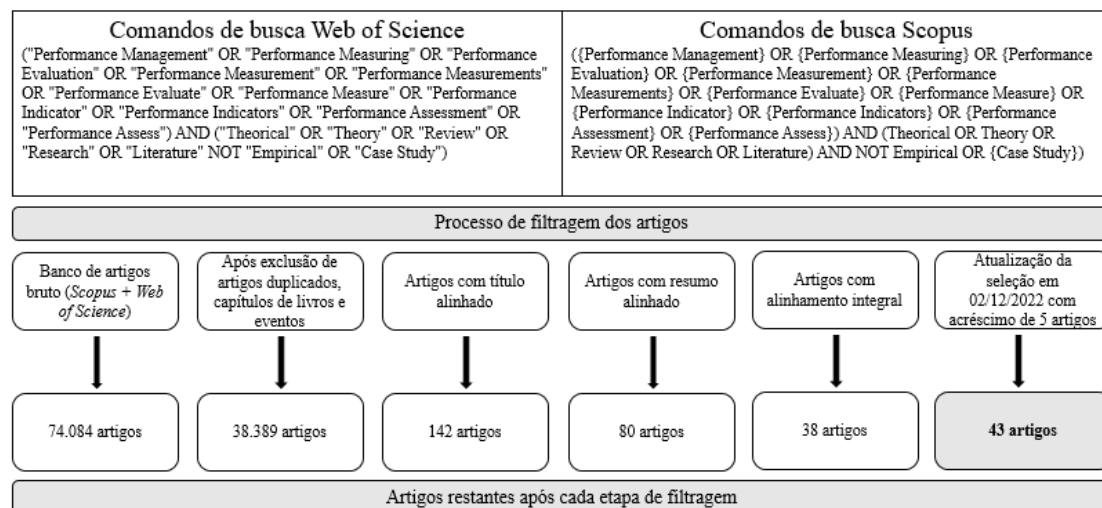 Comandos de busca Web of Science
("Performance Management" OR "Performance Measuring" OR "Performance
Evaluation" OR "Performance Measurement" OR "Performance Measurements"
OR "Performance Evaluate" OR "Performance Measure" OR "Performance
Indicator" OR "Performance Indicators" OR "Performance Assessment" OR
"Performance Assess") AND ("Theorical" OR "Theory" OR "Review" OR
"Research" OR "Literature" NOT "Empirical" OR "Case Study")
Comandos de busca Scopus
({Performance Management} OR {Performance Measuring} OR {Performance
Evaluation} OR {Performance Measurement} OR {Performance
Measurements} OR {Performance Evaluate} OR {Performance Measure} OR
{Performance Indicator} OR {Performance Indicators} OR {Performance
Assessment} OR {Performance Assess}) AND (Theorical OR Theory OR
Review OR Research OR Literature) AND NOT Empirical OR {Case Study})
Processo de filtragem dos artigos
Banco de artigos
bruto (Scopus + Web
of Science)
Após exclusão de
artigos duplicados,
capítulos de livros e
eventos
Artigos com título
alinhado
Artigos com resumo
alinhado
Artigos com
alinhamento integral
Atualização da
seleção em
02/12/2022 com
acréscimo de 5 artigos
74.084 artigos
38.389 artigos
142 artigos
80 artigos
38 artigos
43 artigos
Artigos restantes após cada etapa de filtragem